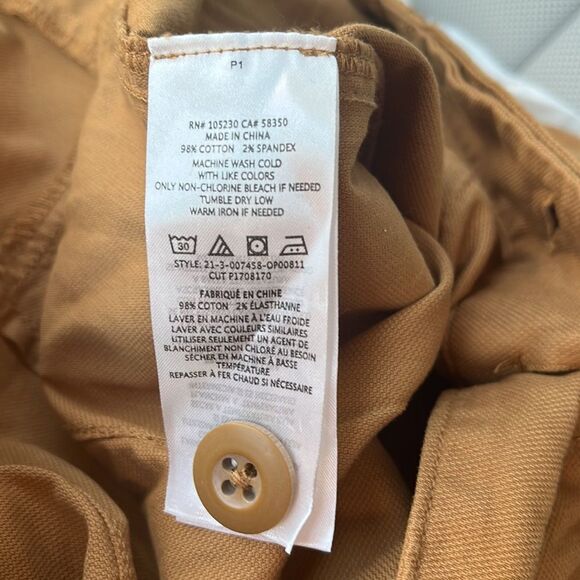 P1
RN# 105230 CA# 58350
MADE IN CHINA
98% COTTON 2% SPANDEX
MACHINE WASH COLD
WITH LIKE COLORS
ONLY NON-CHLORINE BLEACH IF NEEDED
TUMBLE DRY LOW
WARM IRON IF NEEDED
30
STYLE: 21-3-007458-OP00811
CUT P1708170
FABRIQUÉ EN CHINE
98% COTON 2% ÉLASTHANNE
LAVER EN MACHINE À L'EAU FROIDE
LAVER AVEC COULEURS SIMILAIRES
UTILISER SEULEMENT UN AGENT DE
BLANCHIMENT NON CHLORÉ AU BESOIN
SÉCHER EN MACHINE À BASSE
TEMPÉRATURE
REPASSER À FER CHAUD SI NÉCESSAIRE